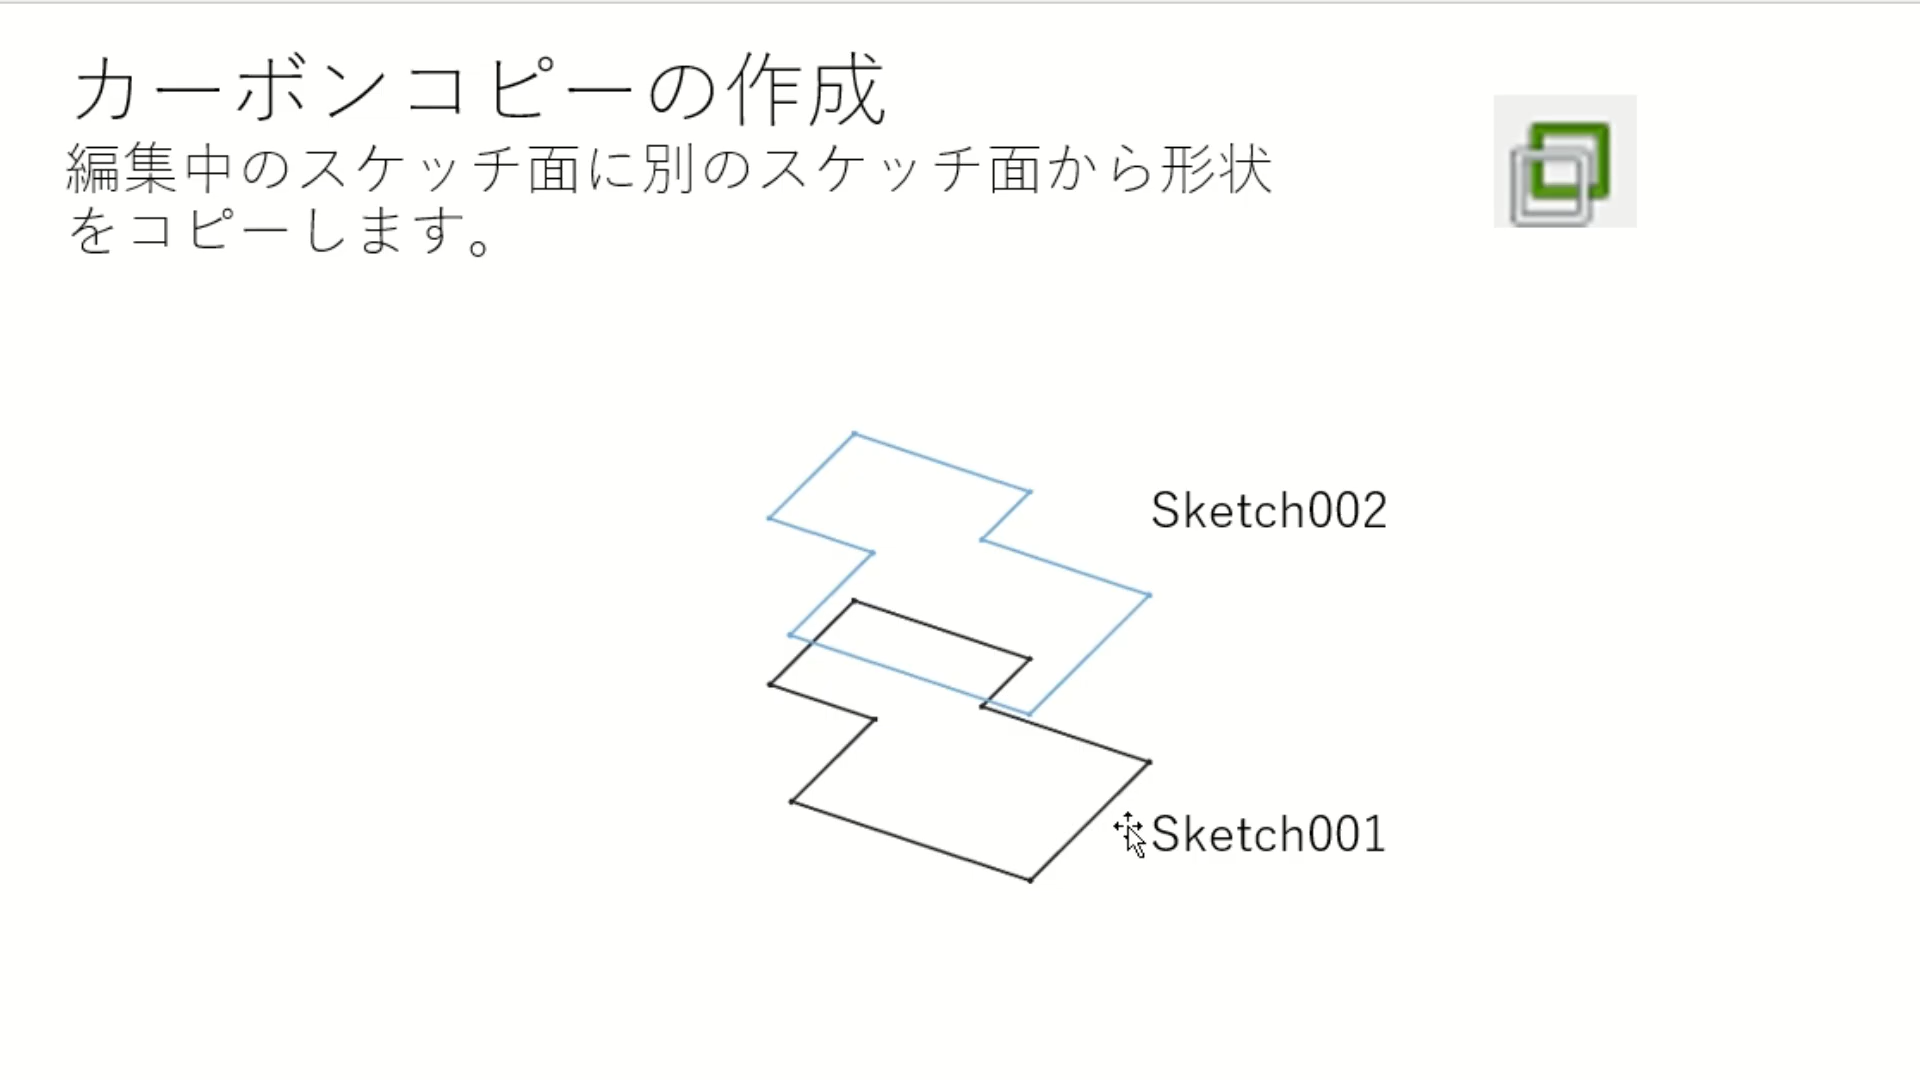 カーボンコピーの作成
編集中のスケッチ面に別のスケッチ面から形状
をコピーします。
Sketch002
Sketch001